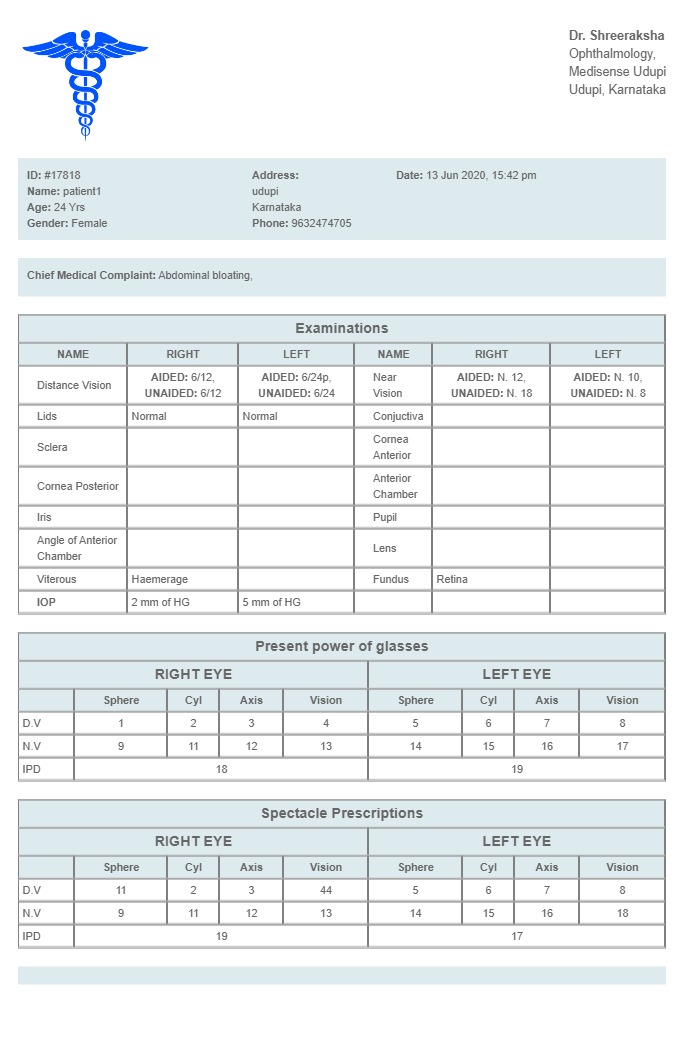 Dr. Shreeraksha
Ophthalmology,
Medisense Udupi
Udupi, Karnataka
ID: #17818
Name: patient1
Age: 24 Yrs
Gender: Female
Address:
udupi
Karnataka
Phone: 9632474705
Date: 13 Jun 2020, 15:42 pm
Chief Medical Complaint: Abdominal bloating,
Examinations
NAME RIGHT LEFT NAME RIGHT LEFT
Distance Vision AIDED: 6/12, UNAIDED: 6/12 AIDED: 6/24p, UNAIDED: 6/24 Near Vision AIDED: N. 12, UNAIDED: N. 18 AIDED: N. 10, UNAIDED: N. 8
Lids Normal Normal Conjuctiva
Sclera Cornea Anterior
Cornea Posterior Anterior Chamber
Iris Pupil
Angle of Anterior Chamber Lens
Viterous Haemerage Fundus Retina
IOP 2 mm of HG 5 mm of HG
Present power of glasses
RIGHT EYE LEFT EYE
Sphere Cyl Axis Vision Sphere Cyl Axis Vision
D.V 1 2 3 4 5 6 7 8
N.V 9 11 12 13 14 15 16 17
IPD 18 19
Spectacle Prescriptions
RIGHT EYE LEFT EYE
Sphere Cyl Axis Vision Sphere Cyl Axis Vision
D.V 11 2 3 44 5 6 7 8
N.V 9 11 12 13 14 15 16 18
IPD 19 17